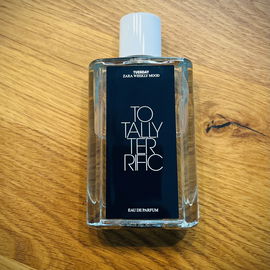 TUESDAY
ZARA WEEKLY MOOD
TO
TALLY
TER
RIFIC
EAU DE PARFUM